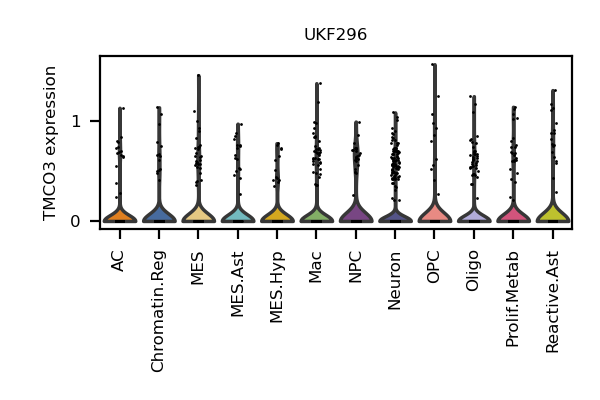 UKF296
TMCO3 expression
1
0
AC
Chromatin.Reg
MES
MES.Ast
MES.Hyp
Mac
NPC
Neuron
OPC
Oligo
Prolif.Metab
Reactive.Ast